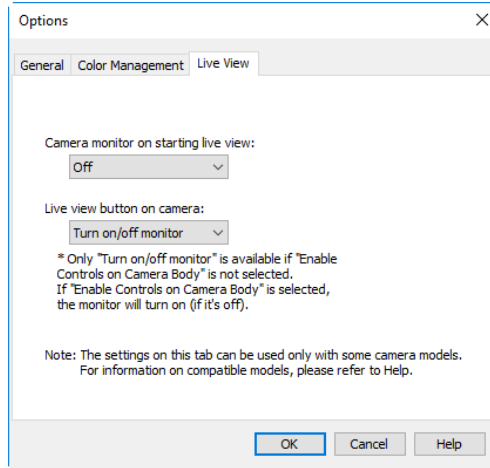 Options
General Color Management Live View
Camera monitor on starting live view:
Off
Live view button on camera:
Turn on/off monitor
* Only "Turn on/off monitor" is available if "Enable
Controls on Camera Body" is not selected.
If "Enable Controls on Camera Body" is selected,
the monitor will turn on (if it's off).
Note: The settings on this tab can be used only with some camera models.
For information on compatible models, please refer to Help.
OK Cancel Help